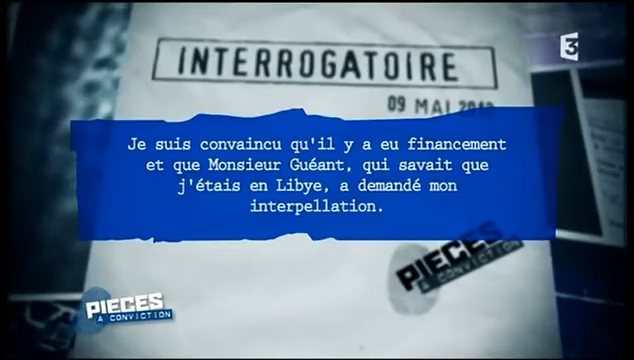 3
INTERROGATOIRE
09 MAI
Je suis convaincu qu'il y a eu financement
et que Monsieur Guéant, qui savait que
j'étais en Libye, a demandé mon
interpellation.
PIECES
A CONVICTION
PIECES
A CONVICTION